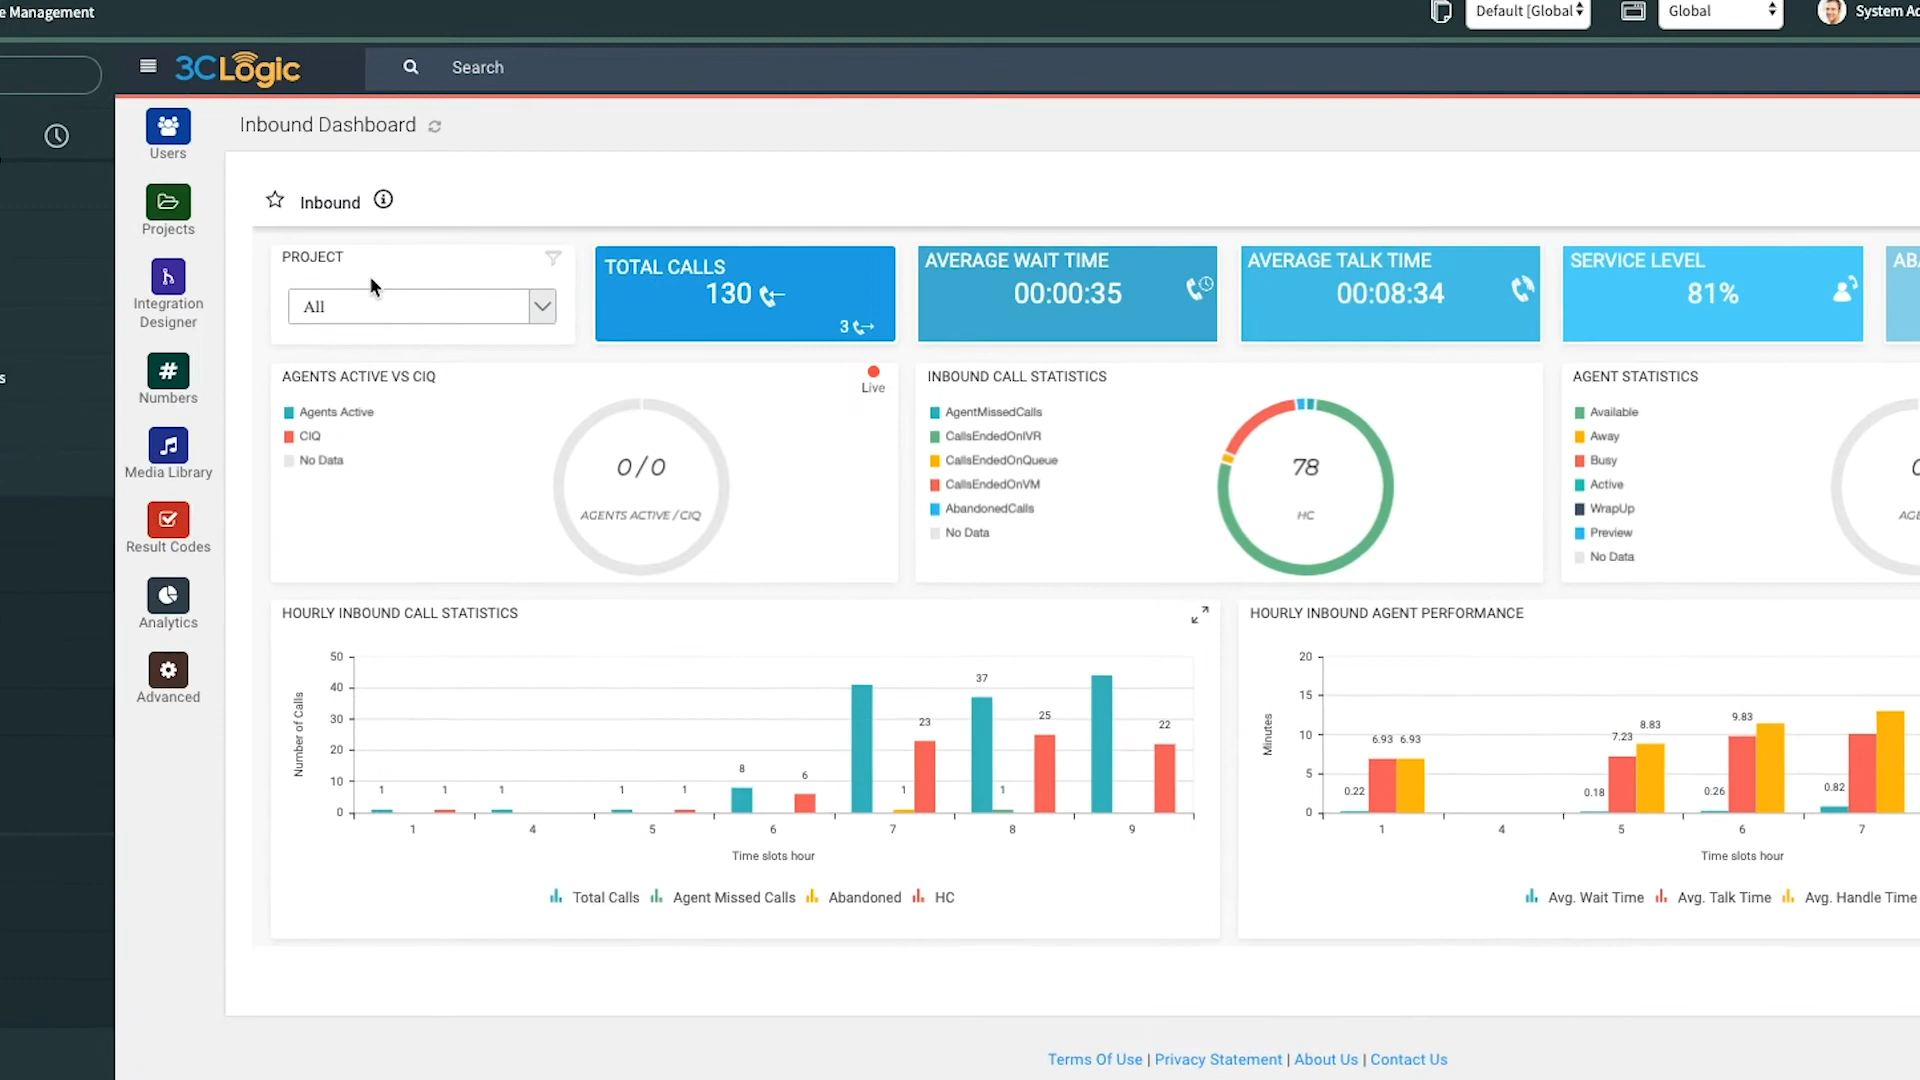 e Management
Default [Global
Global
System Ad
3CLogic
Search
Users
Projects
Integration
Designer
Numbers
Media Library
Result Codes
Analytics
Advanced
s
Inbound Dashboard
Inbound
PROJECT
All
TOTAL CALLS
130
3
AVERAGE WAIT TIME
00:00:35
AVERAGE TALK TIME
00:08:34
SERVICE LEVEL
81%
AB
AGENTS ACTIVE VS CIQ
Live
Agents Active
CIQ
No Data
0/0
AGENTS ACTIVE / CIQ
INBOUND CALL STATISTICS
AgentMissedCalls
CallsEndedOnIVR
CallsEndedOnQueue
CallsEndedOnVM
AbandonedCalls
No Data
78
HC
AGENT STATISTICS
Available
Away
Busy
Active
WrapUp
Preview
No Data
AGE
HOURLY INBOUND CALL STATISTICS
Number of Calls
50
40
30
20
10
0
1 1 1 1 1 8 6 1 23 37 1 25 22
1 4 5 6 7 8 9
Time slots hour
Total Calls Agent Missed Calls Abandoned HC
HOURLY INBOUND AGENT PERFORMANCE
Minutes
20
15
10
5
0
0.22 6.93 6.93 0.18 7.23 8.83 0.26 9.83 0.82
1 4 5 6 7
Time slots hour
Avg. Wait Time Avg. Talk Time Avg. Handle Time
Terms Of Use | Privacy Statement | About Us | Contact Us